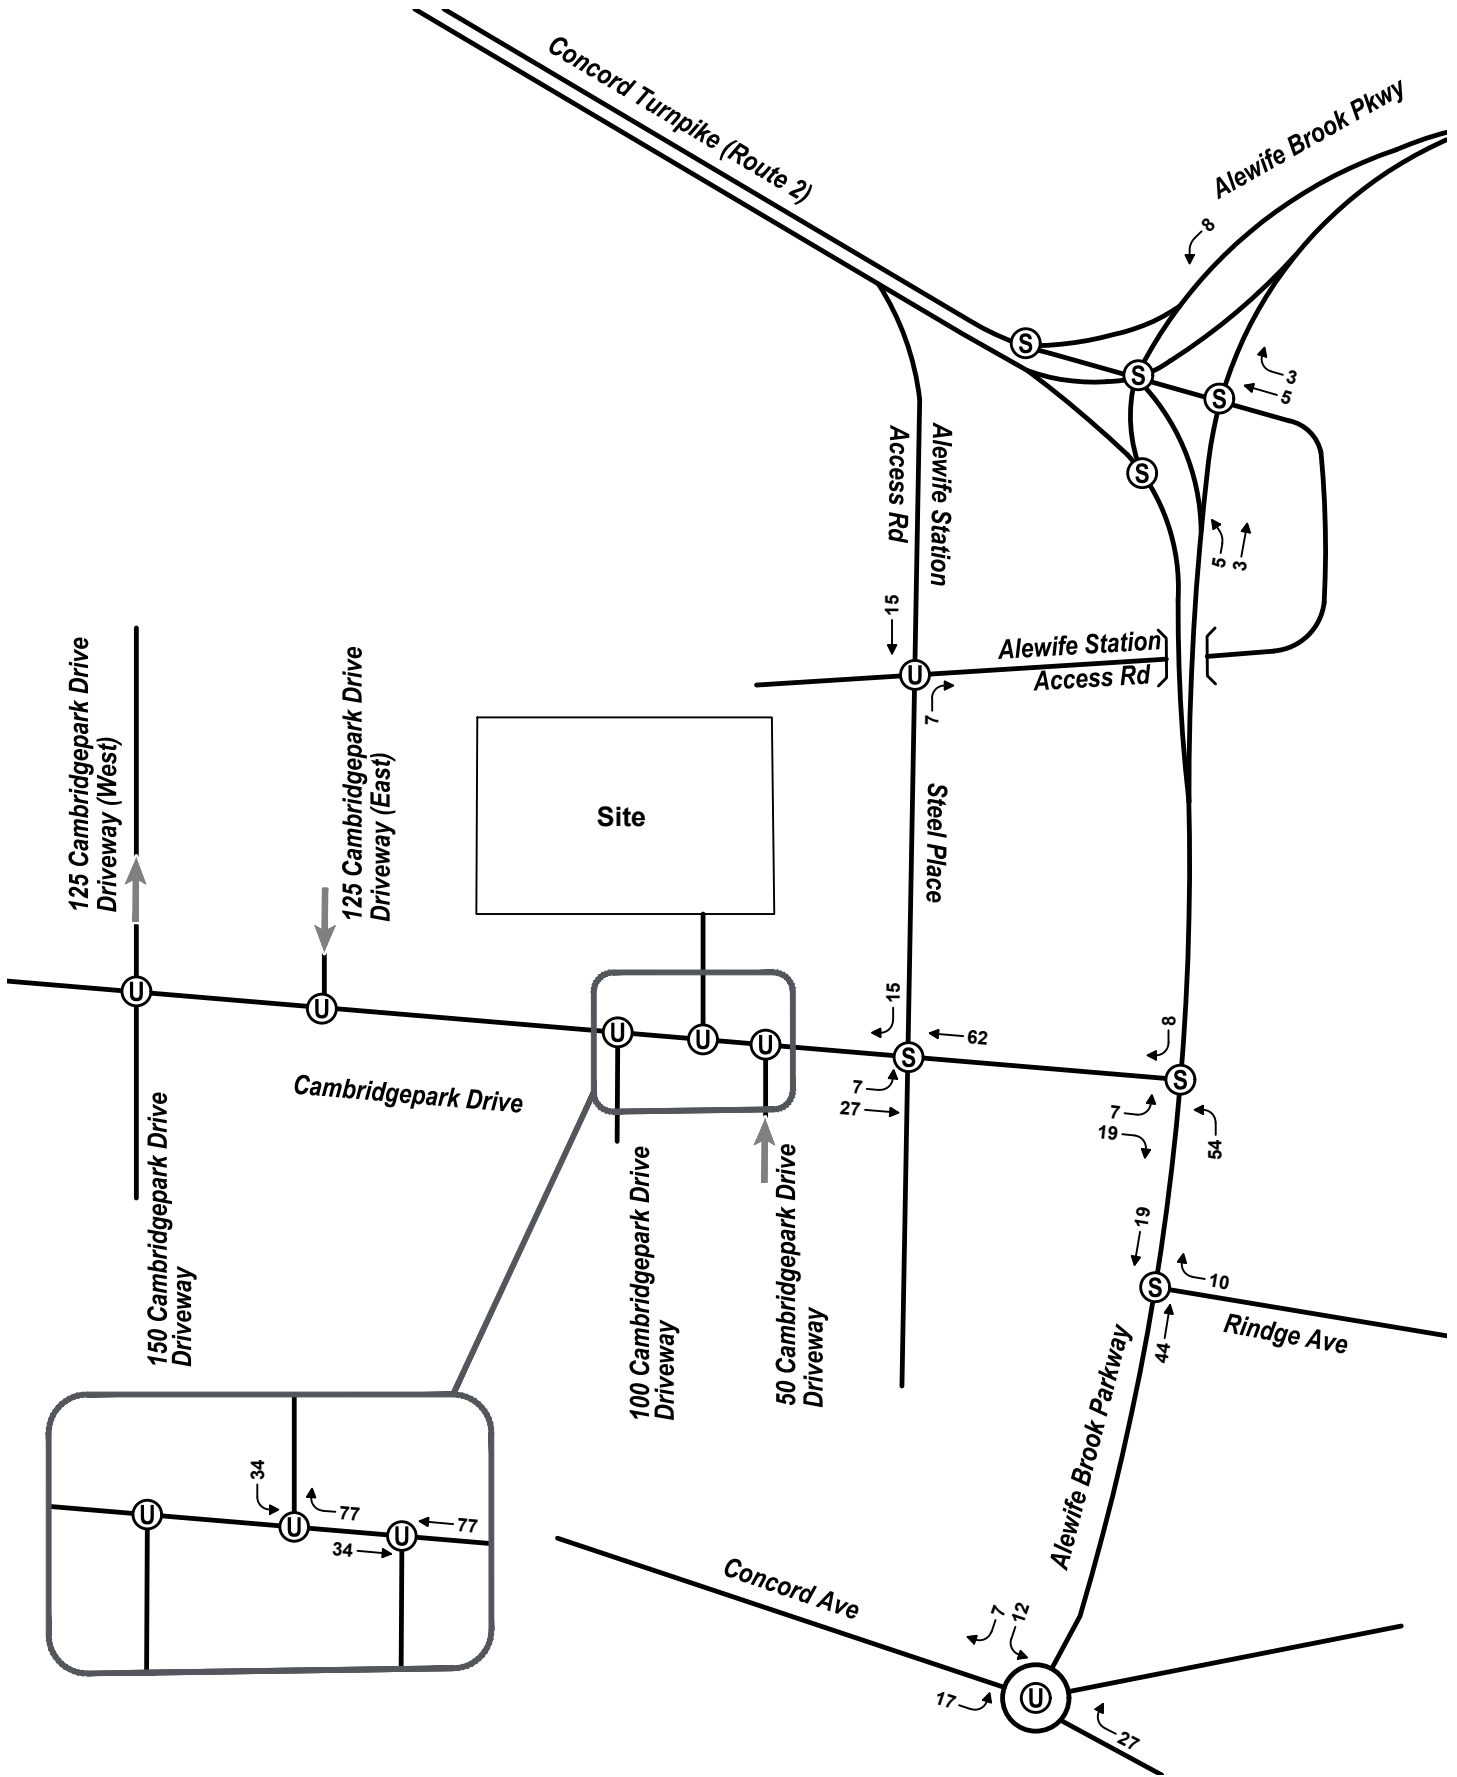 Concord Turnpike (Route 2)
Alewife Brook Pkwy
8
S
S
S
3
5
Alewife Station
Access Rd
S
5
3
15
U
7
Alewife Station
Access Rd
125 Cambridgepark Drive
Driveway (West)
125 Cambridgepark Drive
Driveway (East)
Site
Steel Place
U
U
U
U
U
15
62
S
7
27
8
S
7
19
54
Cambridgepark Drive
150 Cambridgepark Drive
Driveway
100 Cambridgepark Drive
Driveway
50 Cambridgepark Drive
Driveway
19
S
10
44
Rindge Ave
Alewife Brook Parkway
34
77
77
U
U
U
34
Concord Ave
7
12
17
U
27